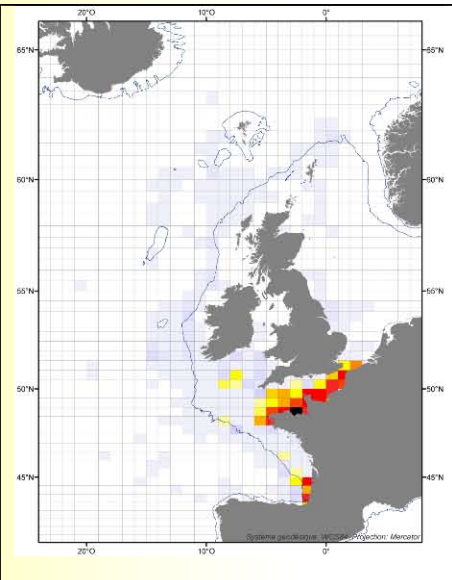 20°O 10°O 0°
65°N 65°N
60°N 60°N
55°N 55°N
50°N 50°N
45°N 45°N
Système géodésique: WGS84, Projection: Mercator
20°O 10°O 0°